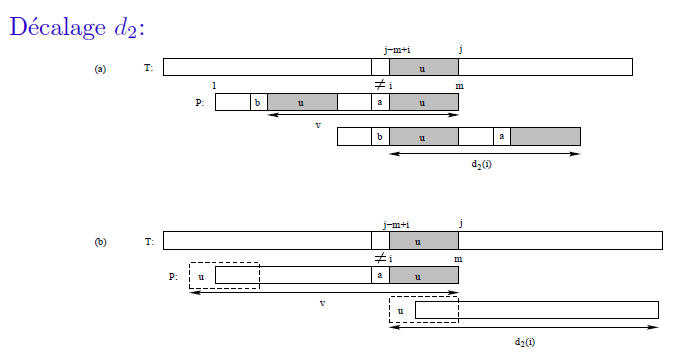 Décalage d₂:
j−m+i j
(a) T: u
1 ≠ i m
P: b u a u
v
b u a
d₂(i)
j−m+i j
(b) T: u
≠ i m
P: u a u
v
u
d₂(i)